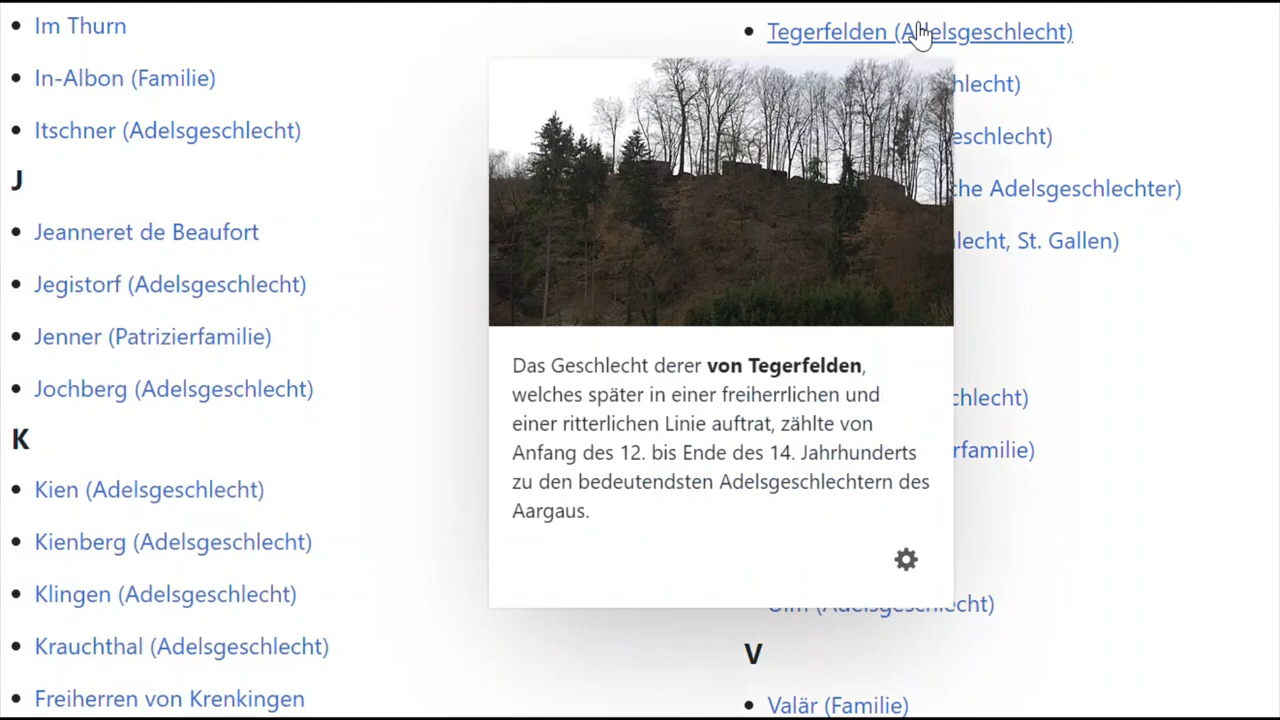 Im Thurn
In-Albon (Familie)
Itschner (Adelsgeschlecht)
J
Jeanneret de Beaufort
Jegistorf (Adelsgeschlecht)
Jenner (Patrizierfamilie)
Jochberg (Adelsgeschlecht)
K
Kien (Adelsgeschlecht)
Kienberg (Adelsgeschlecht)
Klingen (Adelsgeschlecht)
Krauchthal (Adelsgeschlecht)
Freiherren von Krenkingen
Tegerfelden (Adelsgeschlecht)
Das Geschlecht derer von Tegerfelden,
welches später in einer freiherrlichen und
einer ritterlichen Linie auftrat, zählte von
Anfang des 12. bis Ende des 14. Jahrhunderts
zu den bedeutendsten Adelsgeschlechtern des
Aargaus.
hlecht)
eschlecht)
che Adelsgeschlechter)
lecht, St. Gallen)
chlecht)
rfamilie)
Ulm (Adelsgeschlecht)
V
Valär (Familie)